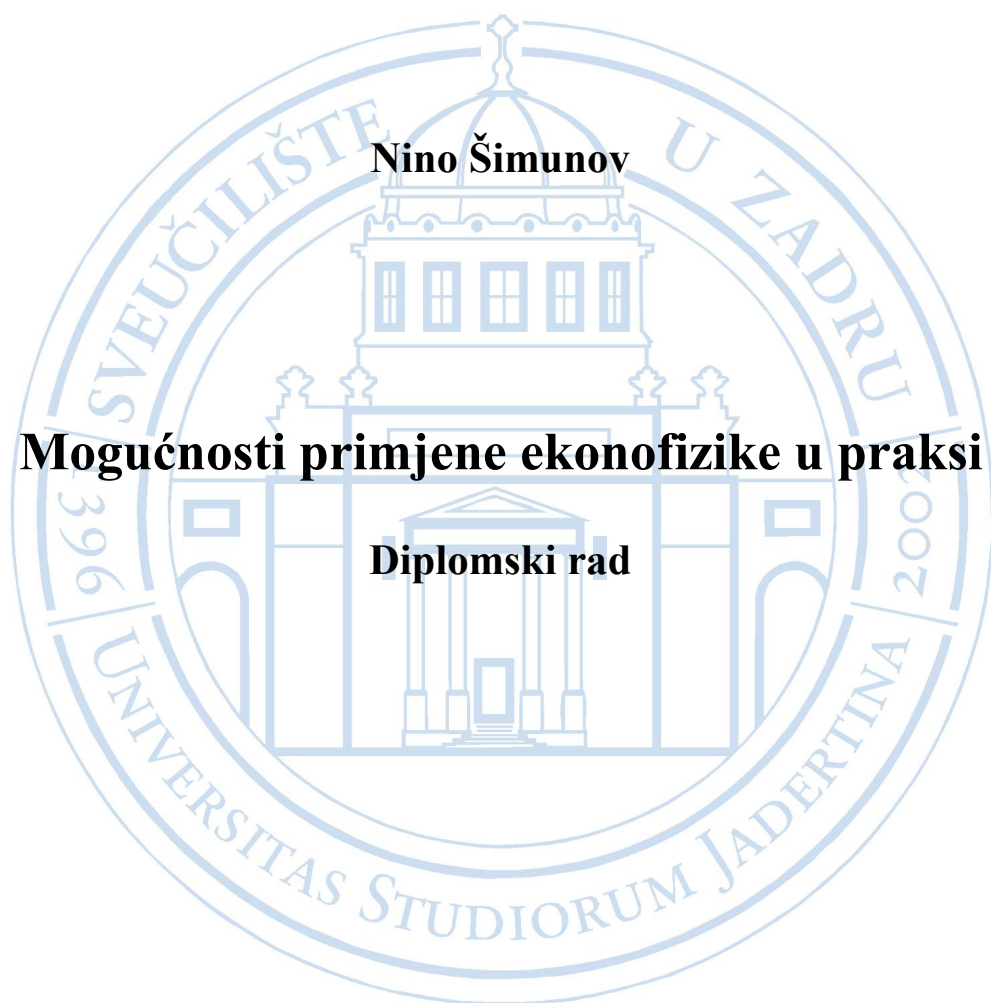 Nino Šimunov
Mogućnosti primjene ekonofizike u praksi
Diplomski rad
SVEUČILIŠTE U ZADRU
1396
2002
UNIVERSITAS STUDIORUM JADERTINA